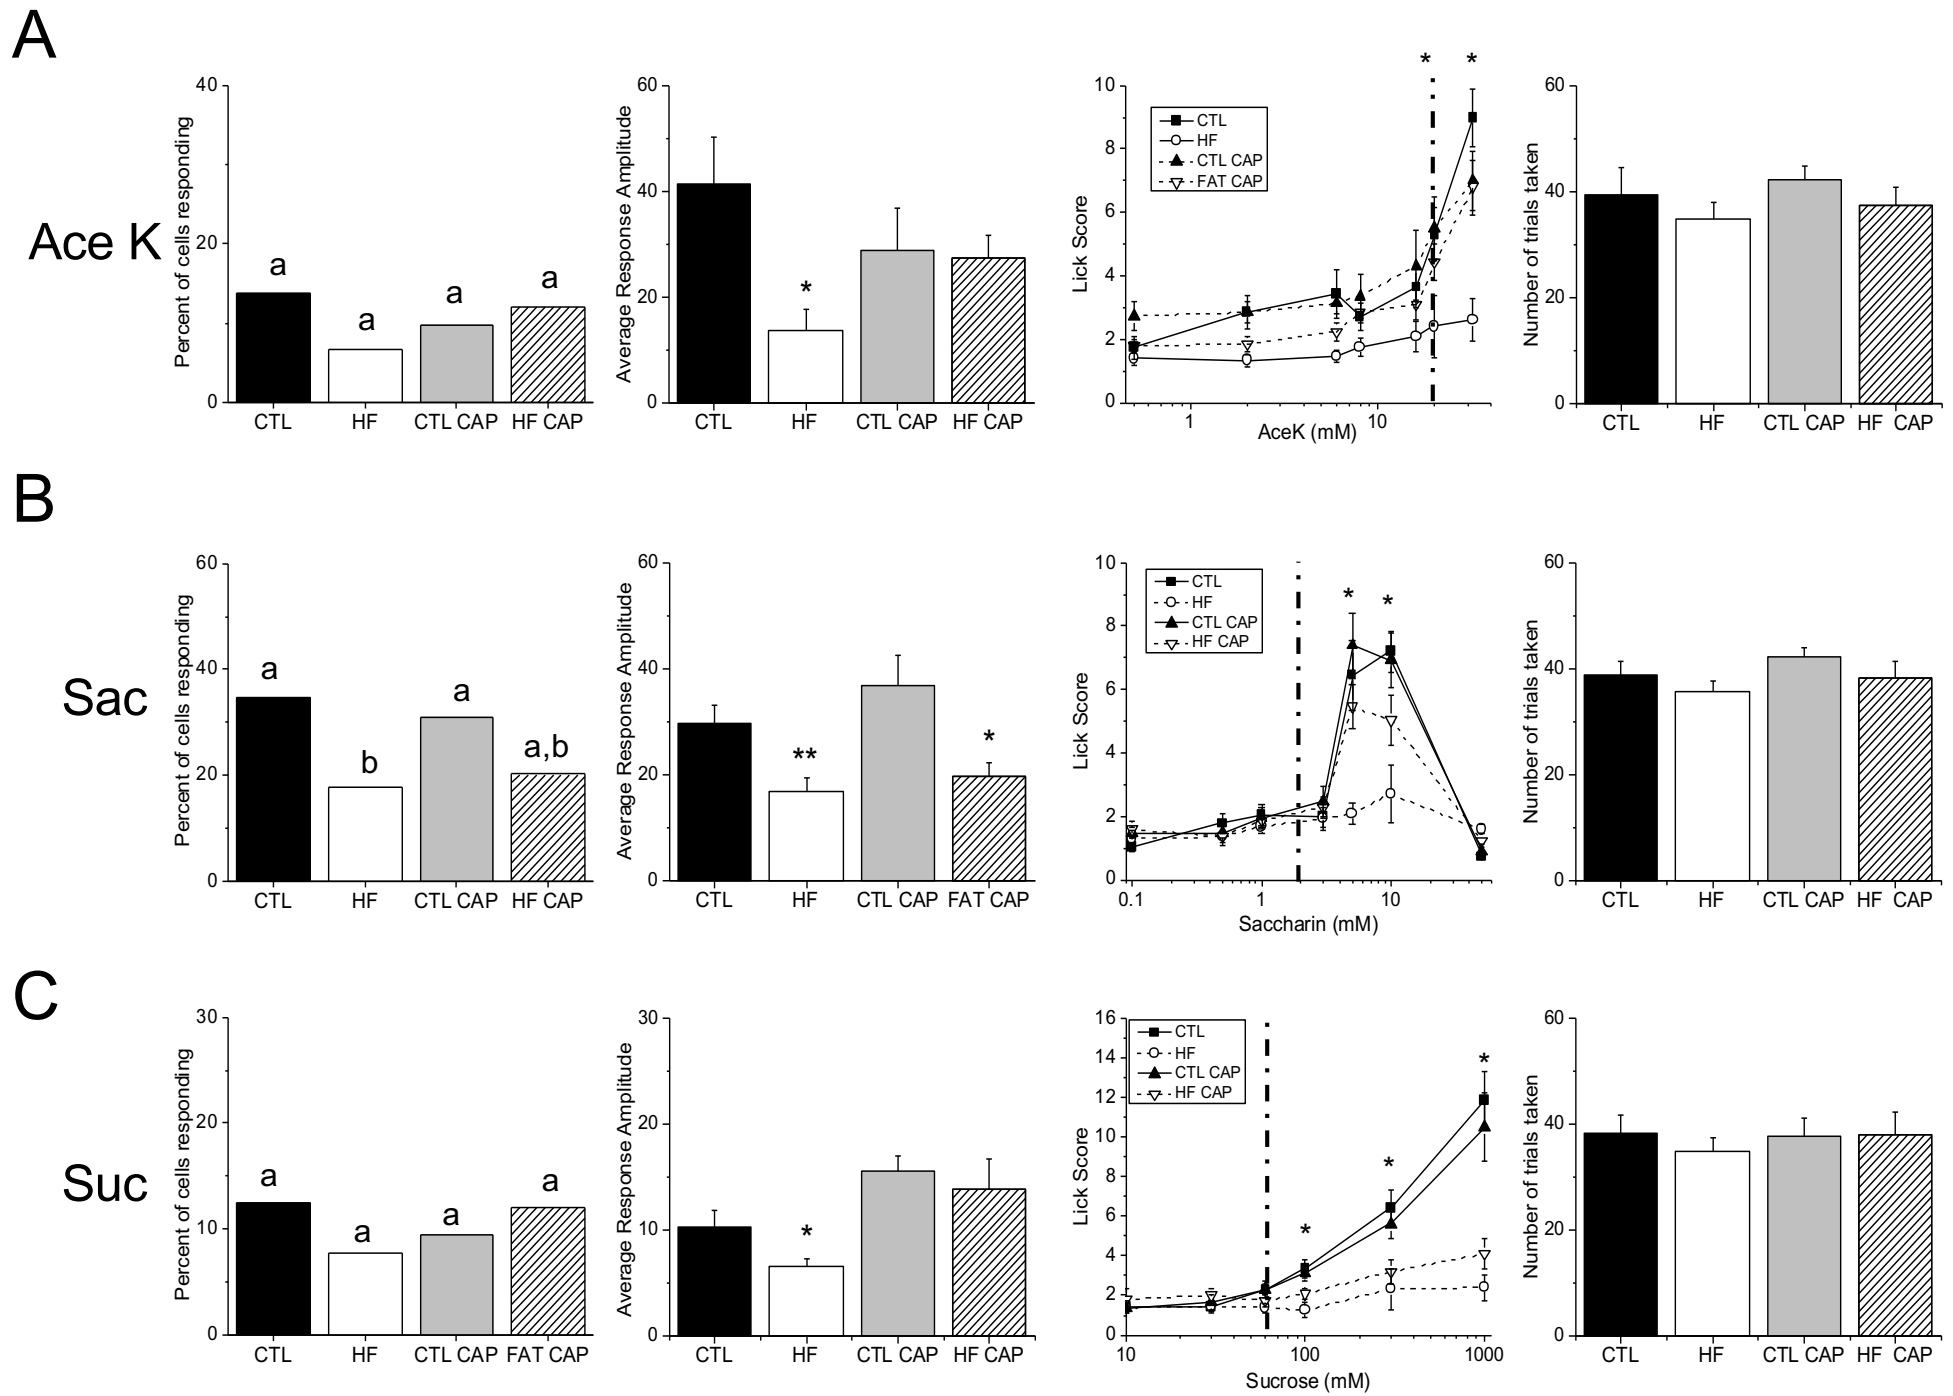 A
Ace K
Percent of cells responding
40
20
0
a
a
a
a
CTL
HF
CTL CAP
HF CAP
Average Response Amplitude
60
40
20
0
*
CTL
HF
CTL CAP
HF CAP
Lick Score
10
8
6
4
2
0
* *
CTL
HF
CTL CAP
FAT CAP
1
10
AceK (mM)
Number of trials taken
60
40
20
0
CTL
HF
CTL CAP
HF CAP
B
Sac
Percent of cells responding
60
40
20
0
a
b
a
a,b
CTL
HF
CTL CAP
HF CAP
Average Response Amplitude
60
40
20
0
**
*
CTL
HF
CTL CAP
FAT CAP
Lick Score
10
8
6
4
2
0
* *
CTL
HF
CTL CAP
HF CAP
0.1
1
10
Saccharin (mM)
Number of trials taken
60
40
20
0
CTL
HF
CTL CAP
HF CAP
C
Suc
Percent of cells responding
30
20
10
0
a
a
a
a
CTL
HF
CTL CAP
FAT CAP
Average Response Amplitude
30
20
10
0
*
CTL
HF
CTL CAP
HF CAP
Lick Score
16
14
12
10
8
6
4
2
0
*
*
*
CTL
HF
CTL CAP
HF CAP
10
100
1000
Sucrose (mM)
Number of trials taken
60
40
20
0
CTL
HF
CTL CAP
HF CAP